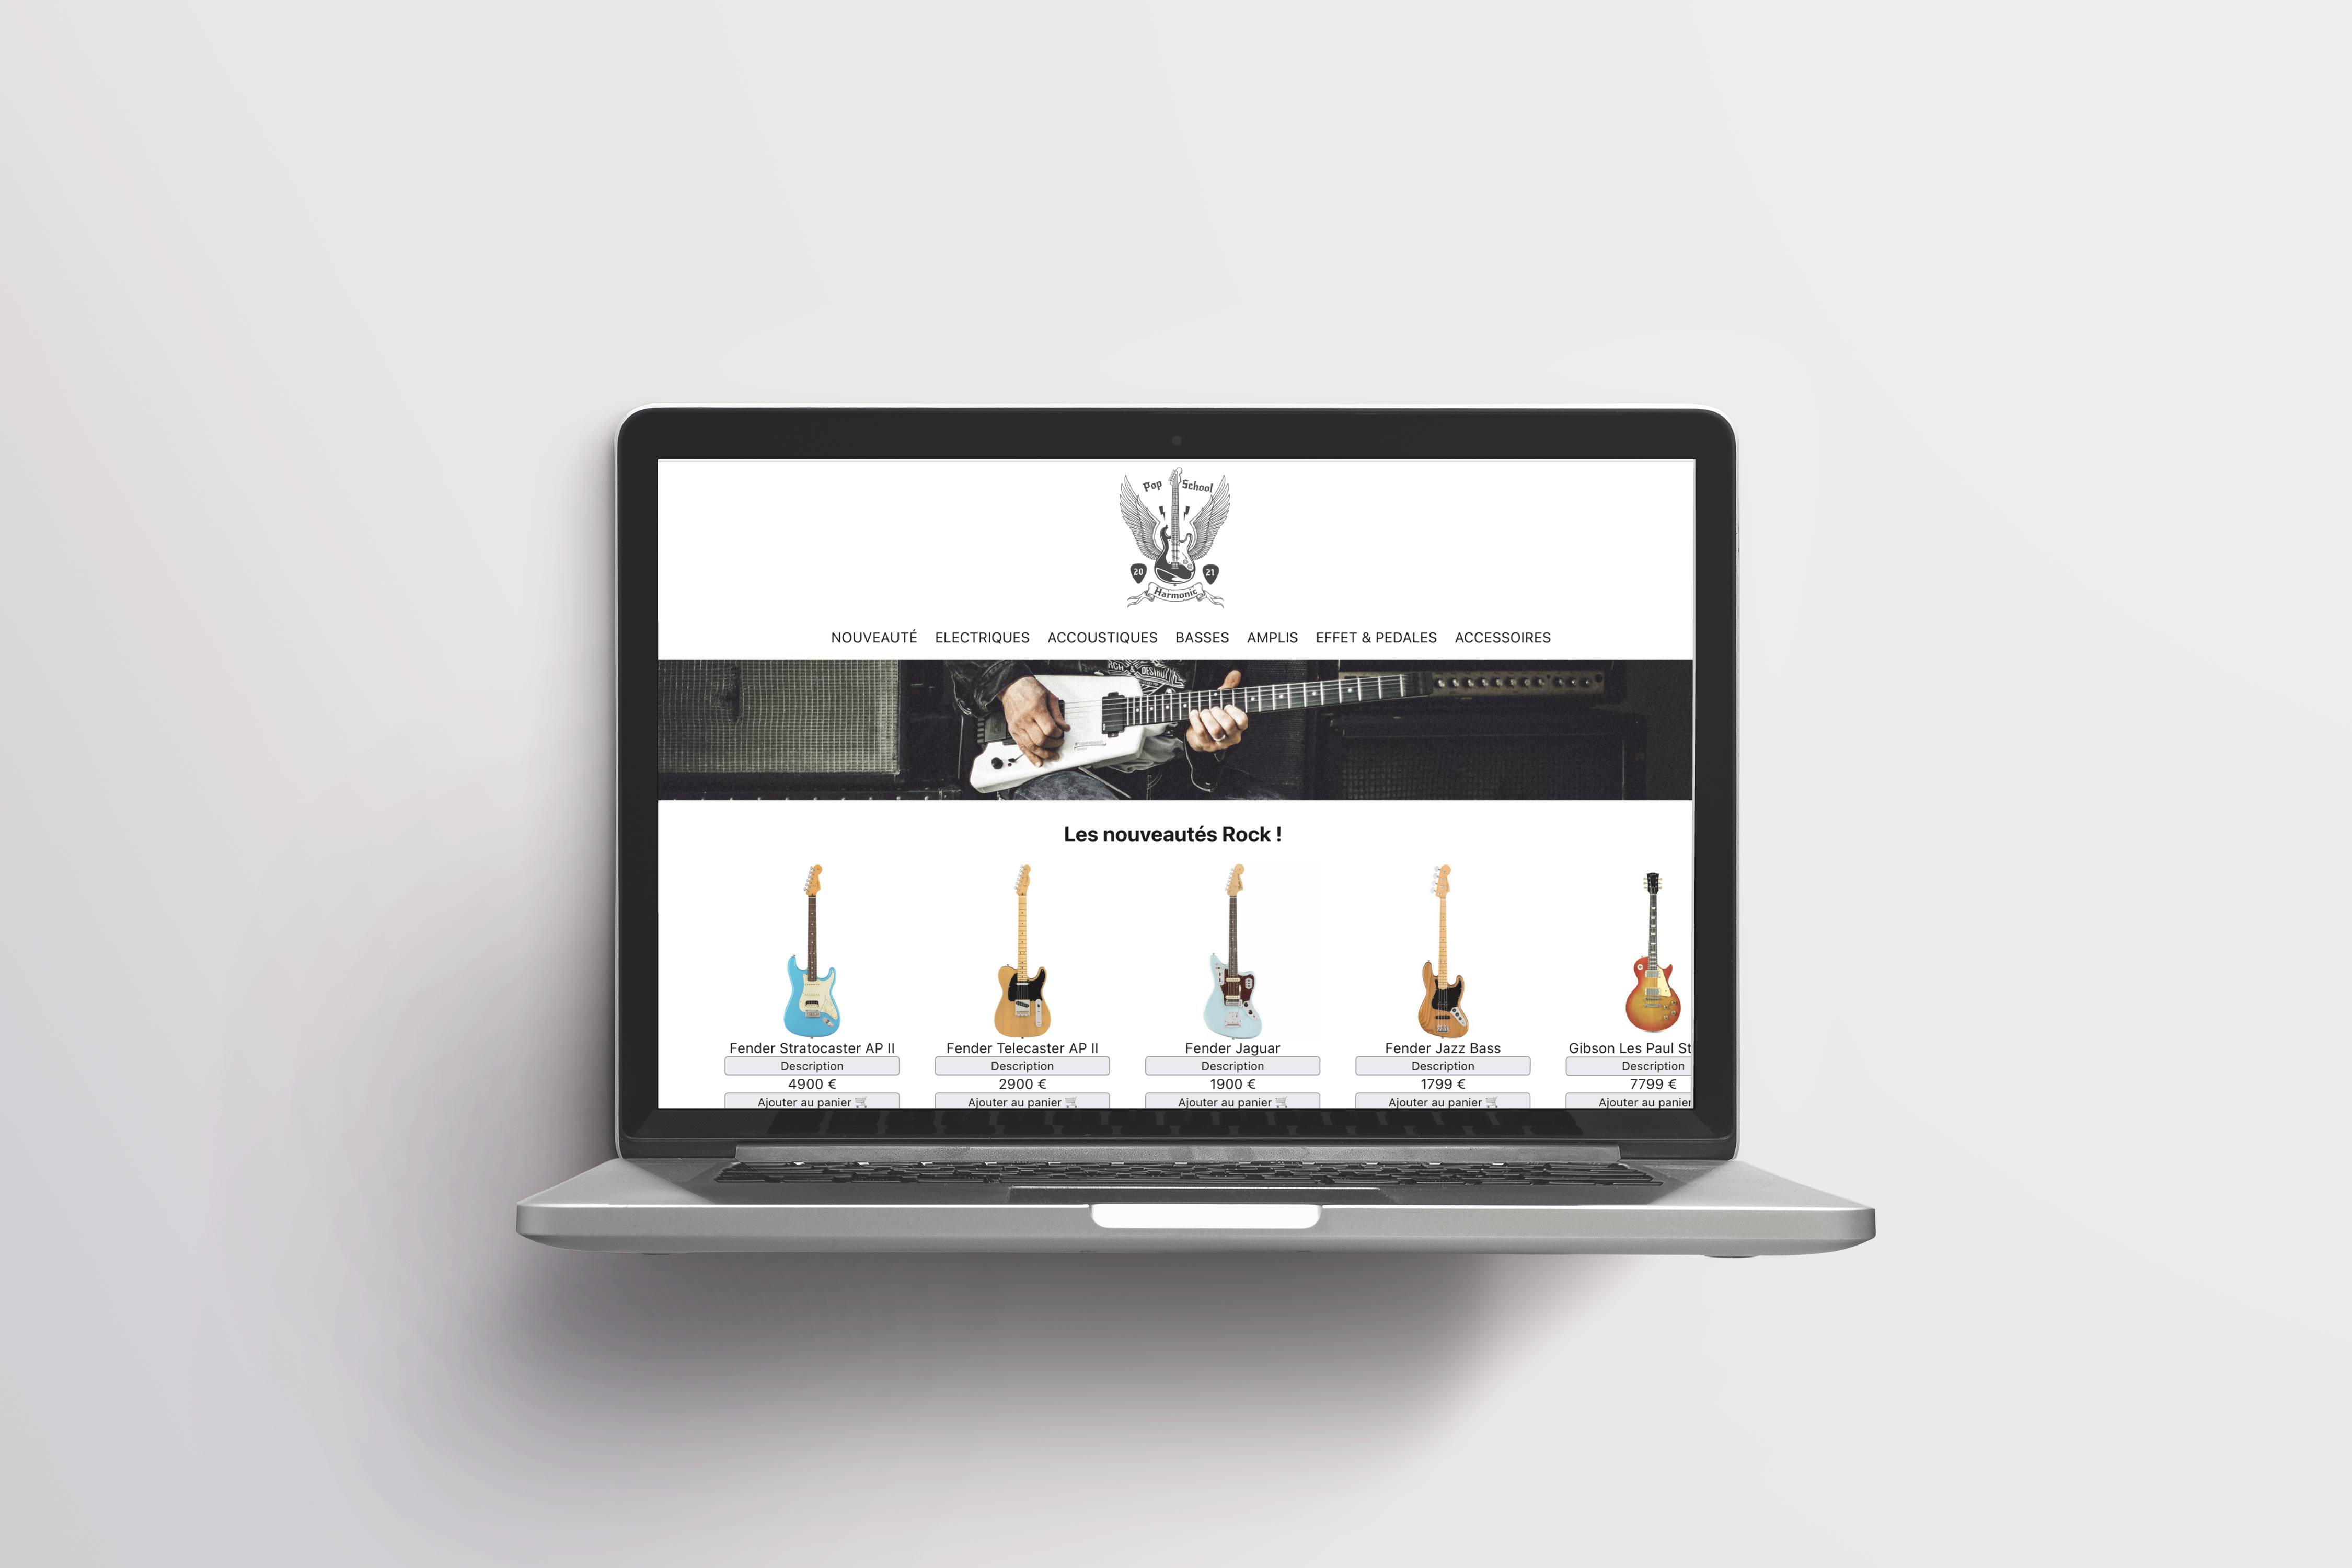 Pop School
20 21
Harmonic
NOUVEAUTÉ ELECTRIQUES ACCOUSTIQUES BASSES AMPLIS EFFET & PEDALES ACCESSOIRES
Les nouveautés Rock !
Fender Stratocaster AP II Fender Telecaster AP II Fender Jaguar Fender Jazz Bass Gibson Les Paul St
Description Description Description Description Description
4900 € 2900 € 1900 € 1799 € 7799 €
Ajouter au panier Ajouter au panier Ajouter au panier Ajouter au panier Ajouter au panier